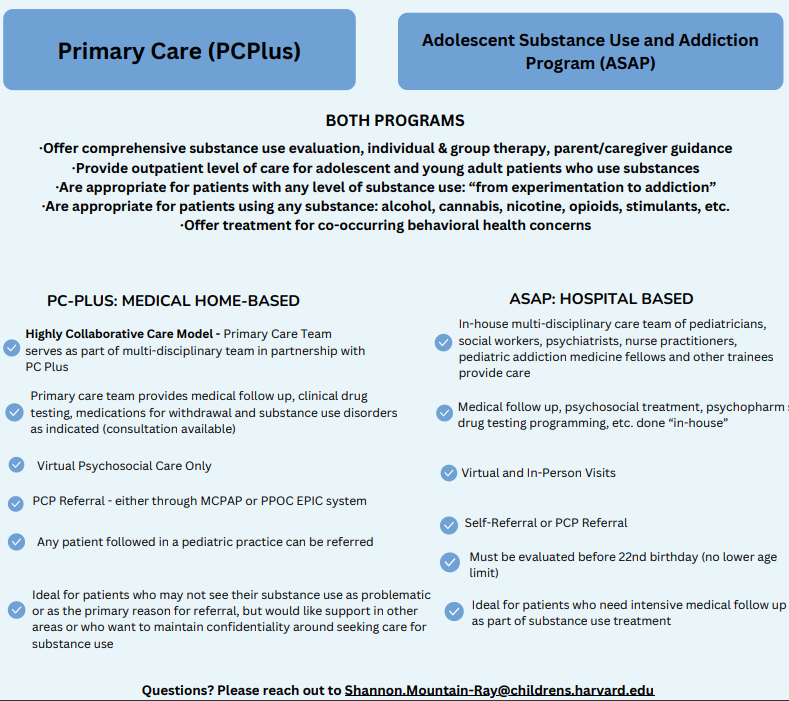 Primary Care (PCPlus)
Adolescent Substance Use and Addiction
Program (ASAP)
BOTH PROGRAMS
·Offer comprehensive substance use evaluation, individual & group therapy, parent/caregiver guidance
·Provide outpatient level of care for adolescent and young adult patients who use substances
·Are appropriate for patients with any level of substance use: “from experimentation to addiction”
·Are appropriate for patients using any substance: alcohol, cannabis, nicotine, opioids, stimulants, etc.
·Offer treatment for co-occurring behavioral health concerns
PC-PLUS: MEDICAL HOME-BASED
Highly Collaborative Care Model - Primary Care Team
serves as part of multi-disciplinary team in partnership with
PC Plus
Primary care team provides medical follow up, clinical drug
testing, medications for withdrawal and substance use disorders
as indicated (consultation available)
Virtual Psychosocial Care Only
PCP Referral - either through MCPAP or PPOC EPIC system
Any patient followed in a pediatric practice can be referred
Ideal for patients who may not see their substance use as problematic
or as the primary reason for referral, but would like support in other
areas or who want to maintain confidentiality around seeking care for
substance use
ASAP: HOSPITAL BASED
In-house multi-disciplinary care team of pediatricians,
social workers, psychiatrists, nurse practitioners,
pediatric addiction medicine fellows and other trainees
provide care
Medical follow up, psychosocial treatment, psychopharm
drug testing programming, etc. done “in-house”
Virtual and In-Person Visits
Self-Referral or PCP Referral
Must be evaluated before 22nd birthday (no lower age
limit)
Ideal for patients who need intensive medical follow up
as part of substance use treatment
Questions? Please reach out to Shannon.Mountain-Ray@childrens.harvard.edu